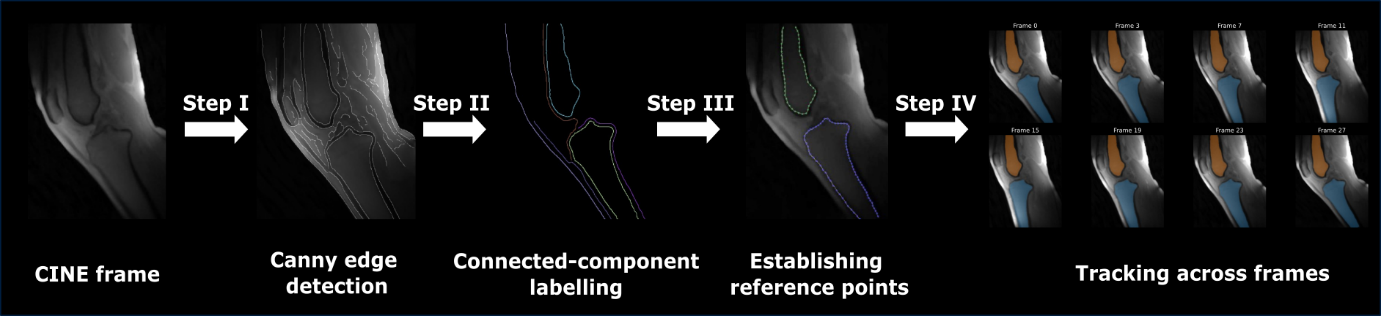 Step I
Step II
Step III
Step IV
Frame 0
Frame 3
Frame 7
Frame 11
Frame 15
Frame 19
Frame 23
Frame 27
CINE frame
Canny edge
detection
Connected-component
labelling
Establishing
reference points
Tracking across frames